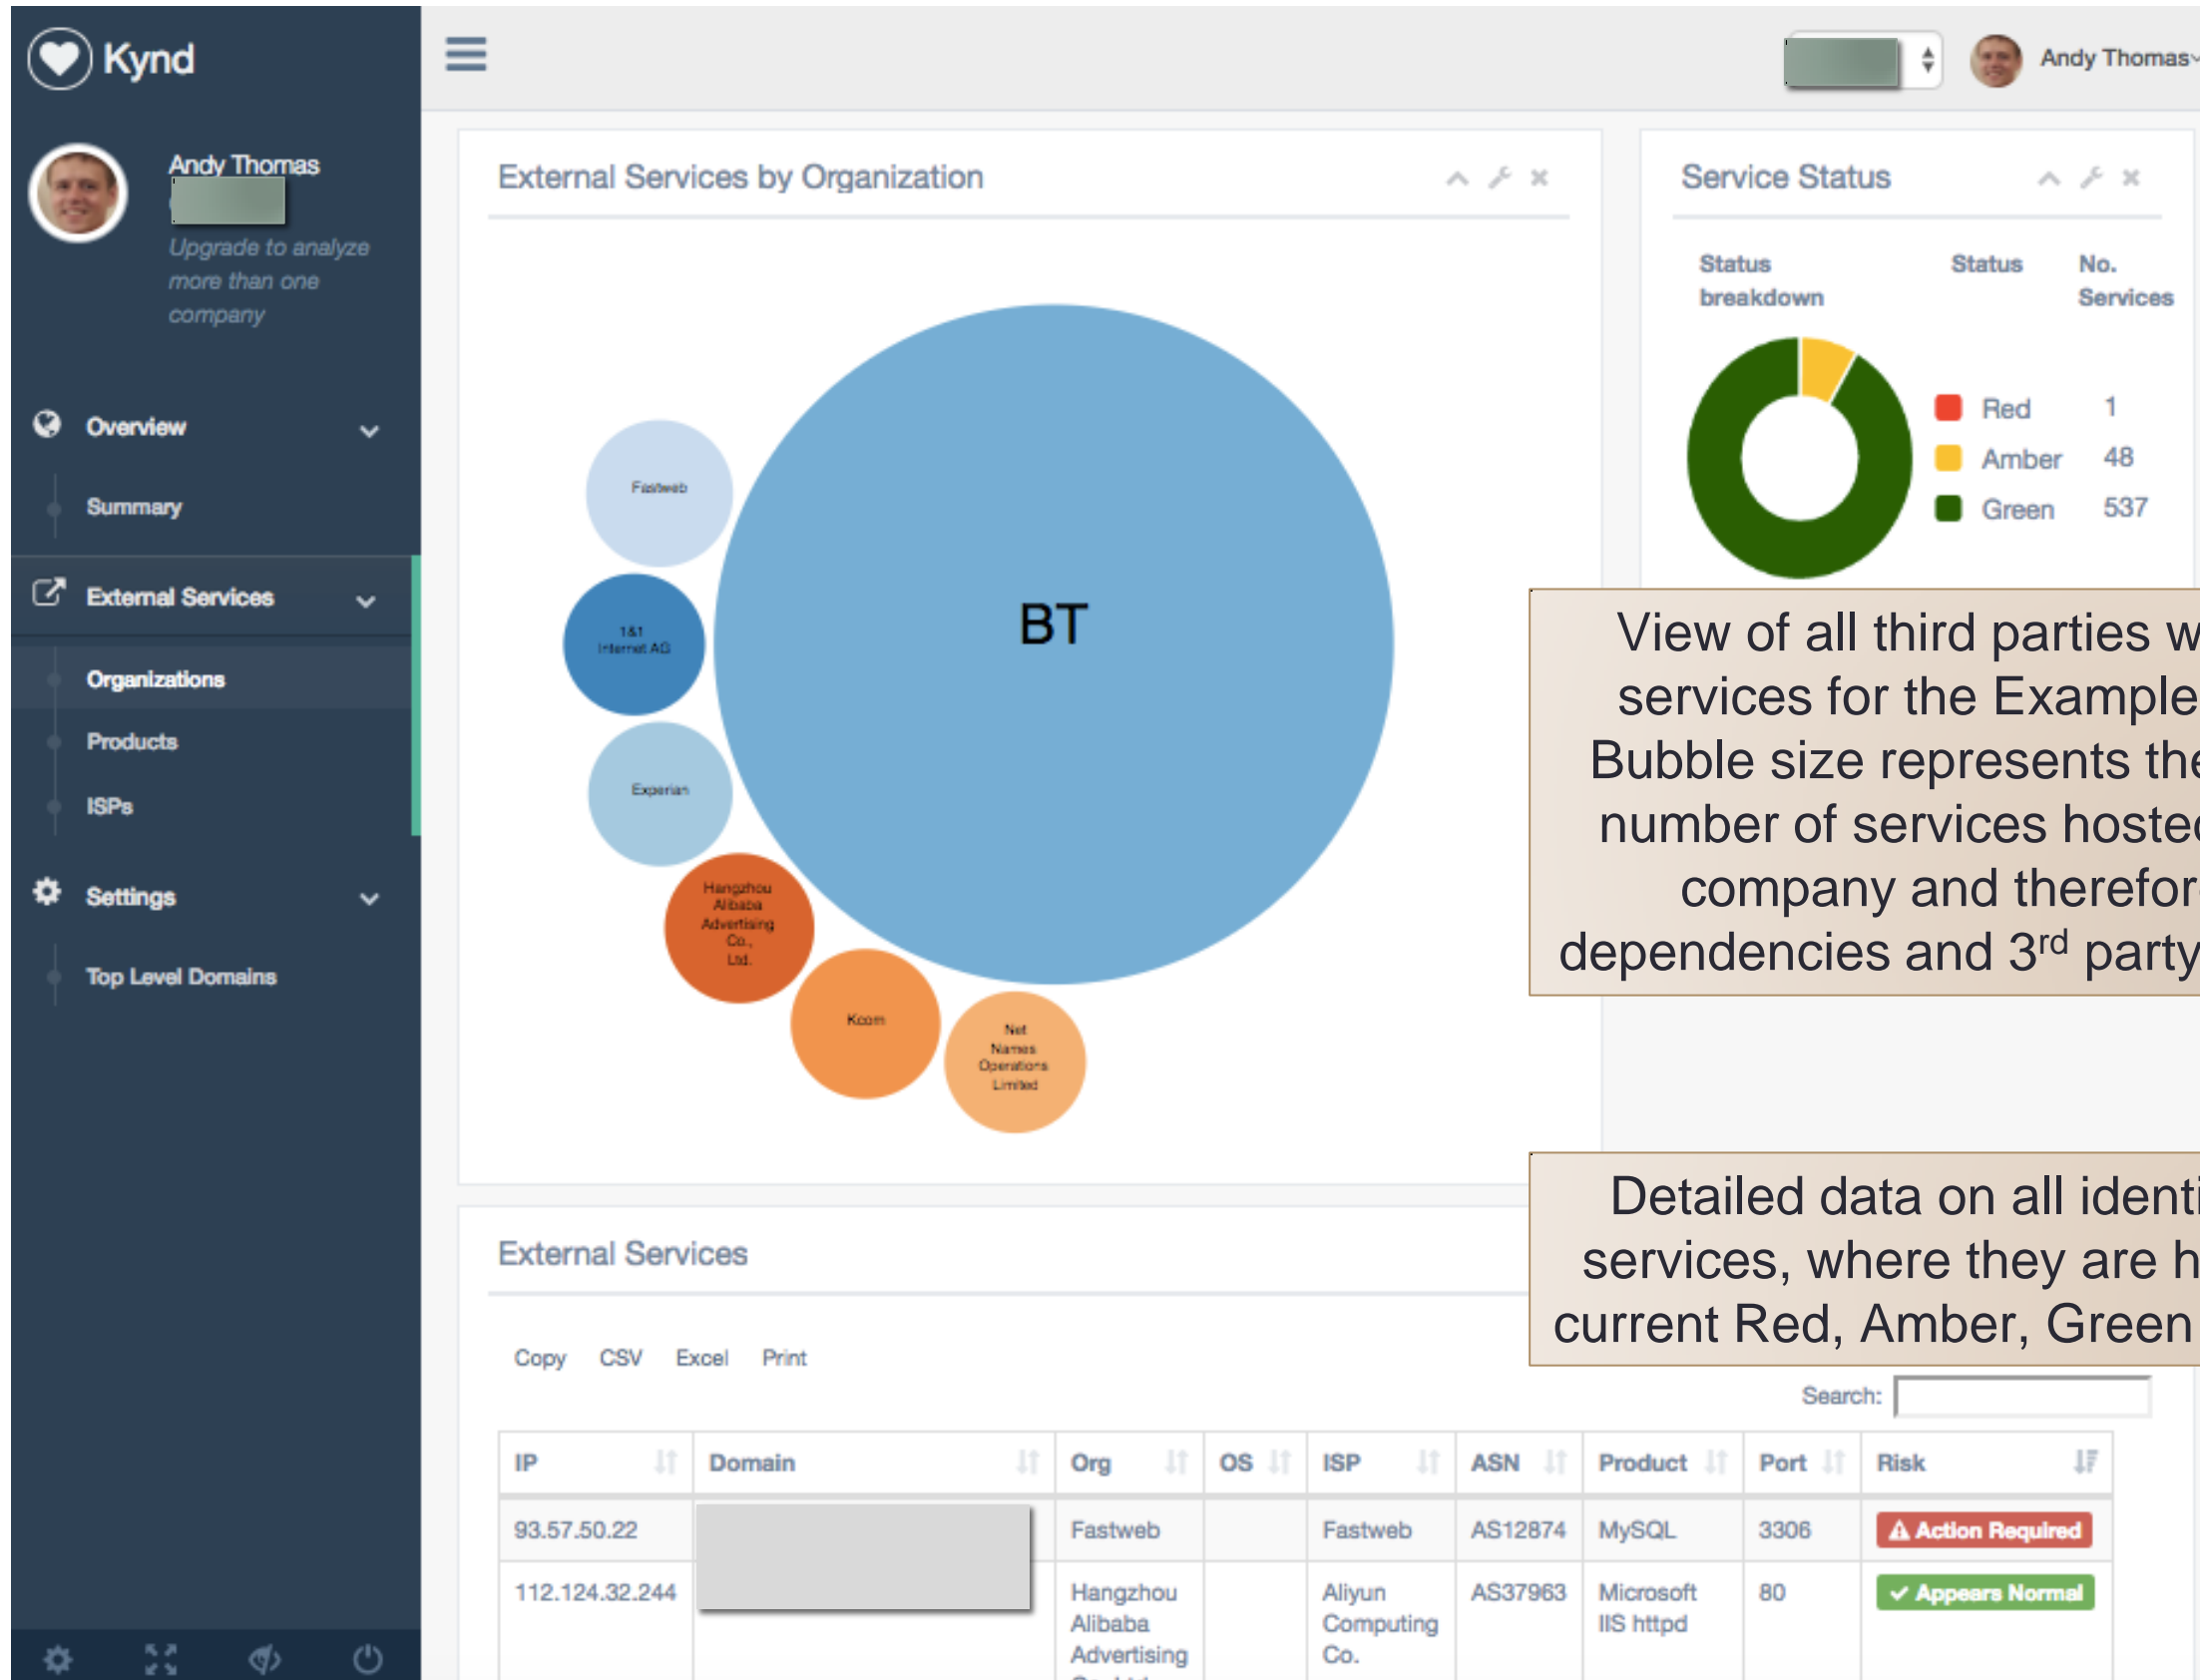 Kynd
Andy Thomas
Andy Thomas
Upgrade to analyze
more than one
company
Overview
Summary
External Services
Organizations
Products
ISPs
Settings
Top Level Domains
External Services by Organization
BT
Fastweb
1&1
Internet AG
Experian
Hangzhou
Alibaba
Advertising
Co.,
Ltd.
Kcom
Net
Names
Operations
Limited
Service Status
Status
breakdown
Status
No.
Services
Red 1
Amber 48
Green 537
View of all third parties
services for the Example
Bubble size represents
number of services
company and
dependencies and 3rd party
Detailed data on all
services, where they are
current Red, Amber, Green
External Services
Copy CSV Excel Print
Search:
IP Domain Org OS ISP ASN Product Port Risk
93.57.50.22 Fastweb Fastweb AS12874 MySQL 3306 Action Required
112.124.32.244 Hangzhou Aliyun AS37963 Microsoft 80 Appears Normal
Alibaba Computing IIS httpd
Advertising Co.